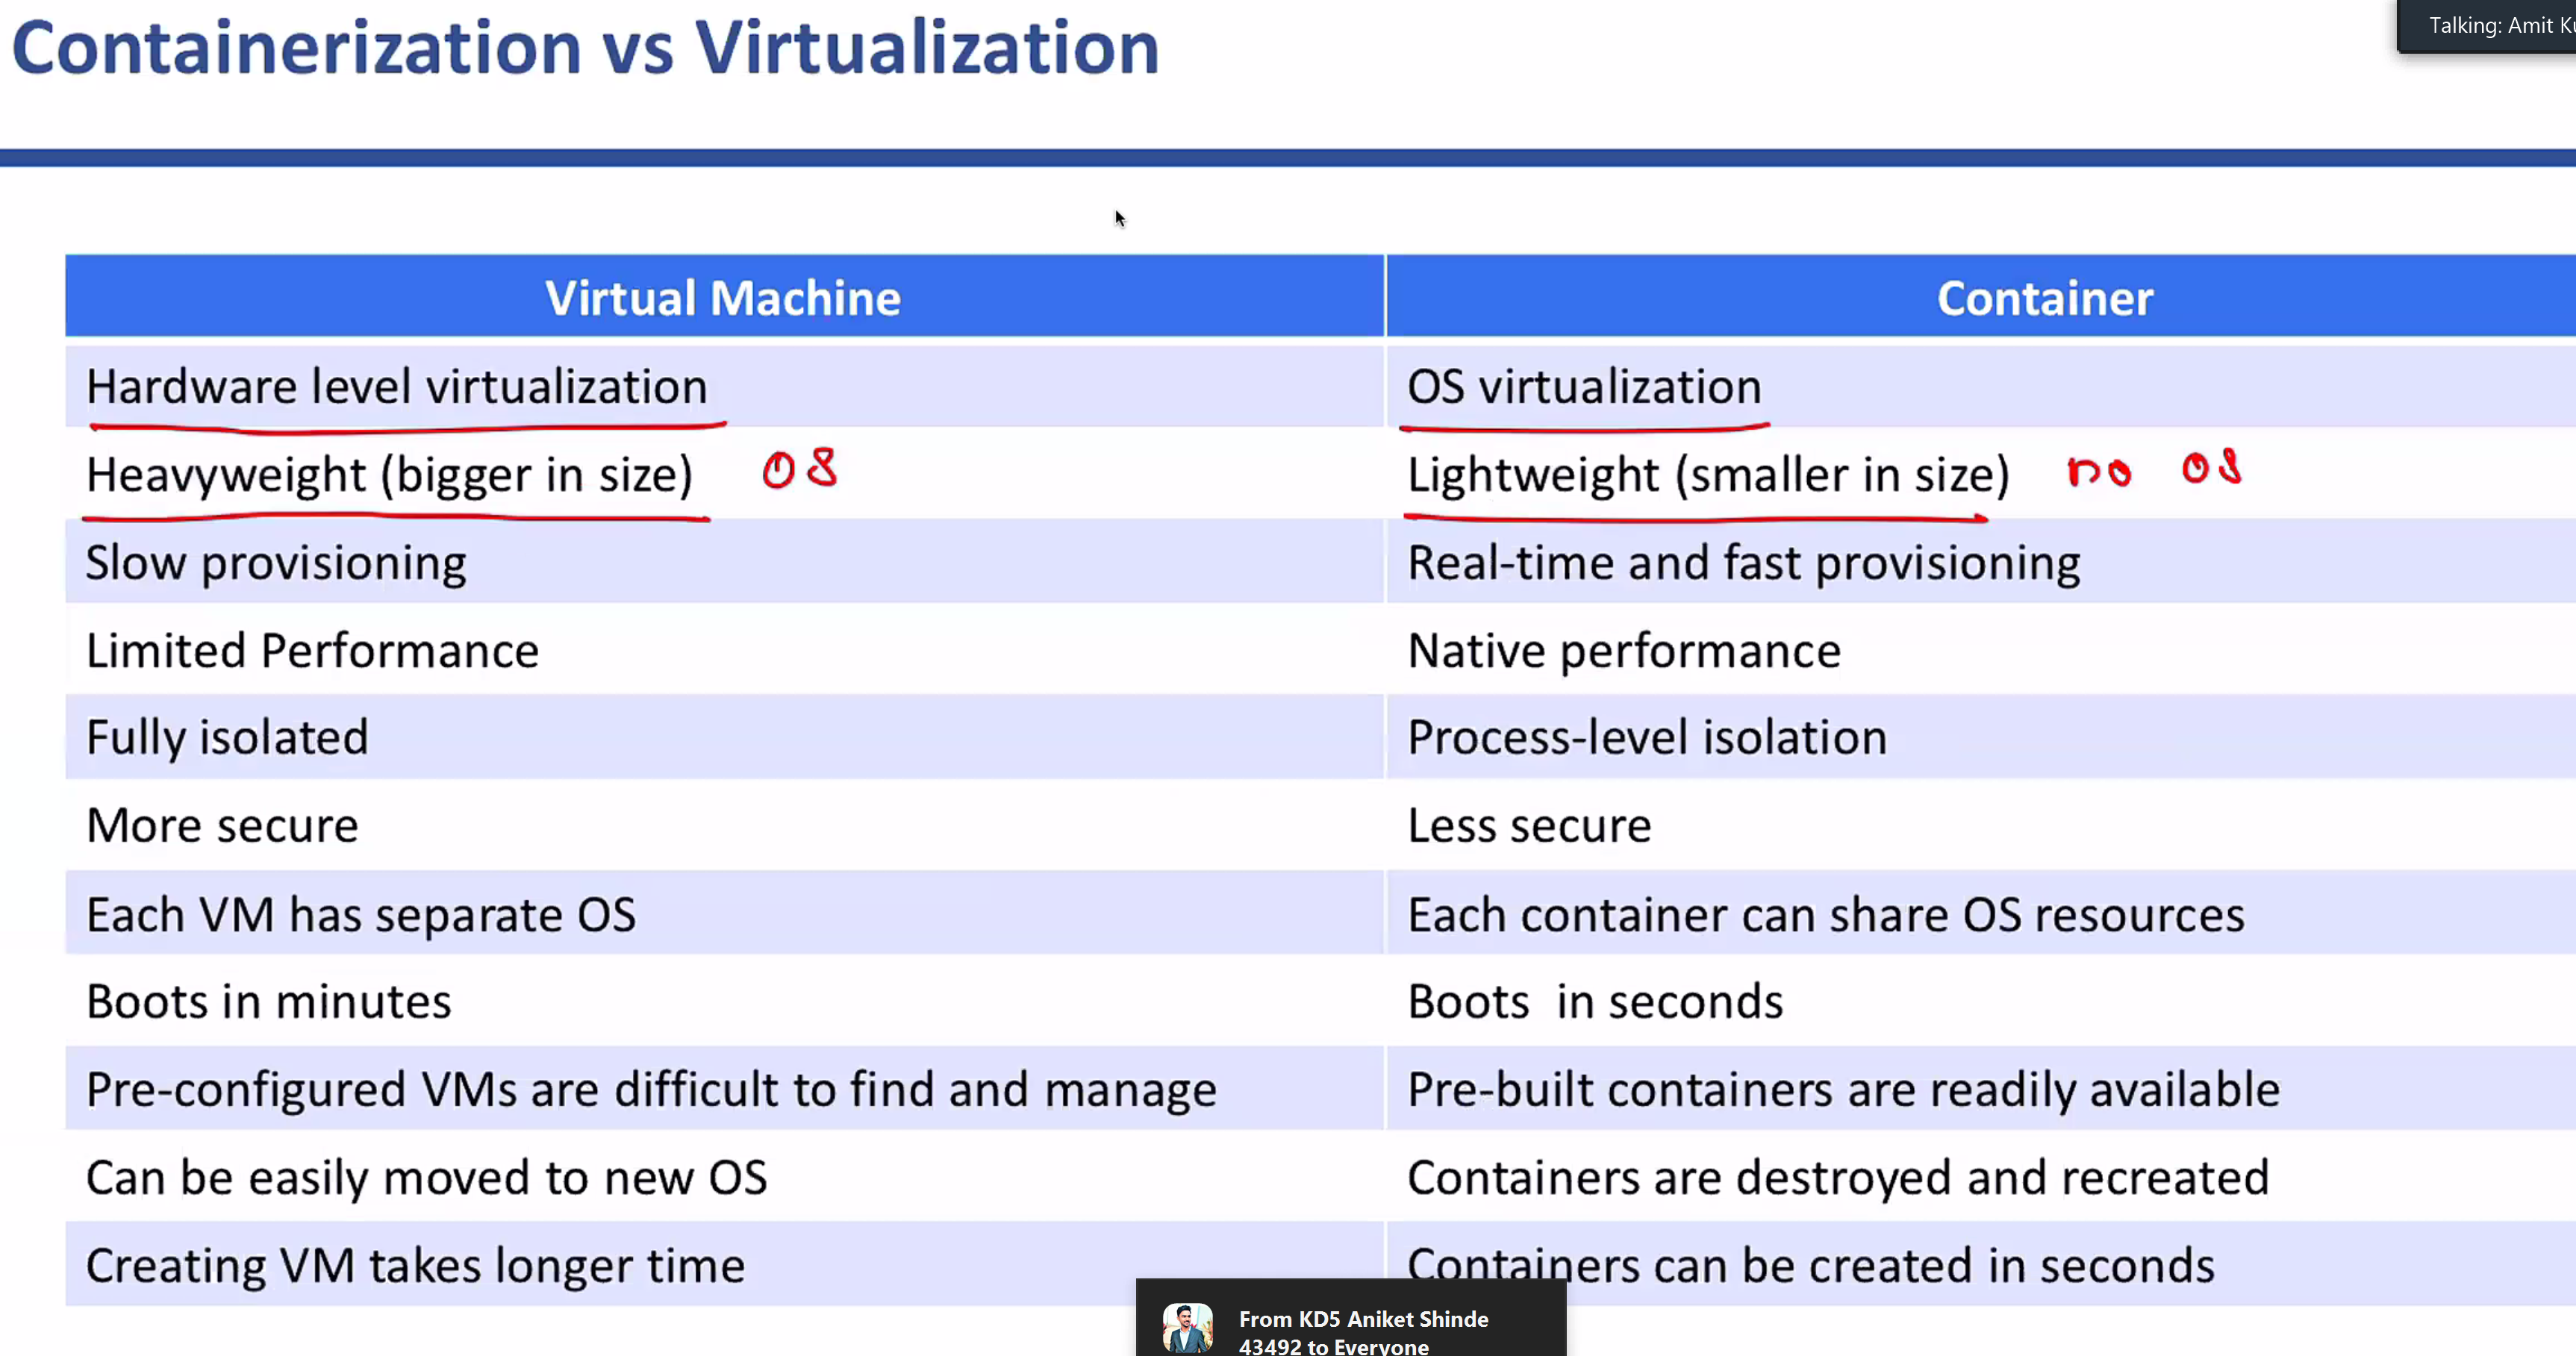 Containerization vs Virtualization
Talking: Amit
Virtual Machine
Container
Hardware level virtualization
OS virtualization
Heavyweight (bigger in size) OS
Lightweight (smaller in size) no OS
Slow provisioning
Real-time and fast provisioning
Limited Performance
Native performance
Fully isolated
Process-level isolation
More secure
Less secure
Each VM has separate OS
Each container can share OS resources
Boots in minutes
Boots in seconds
Pre-configured VMs are difficult to find and manage
Pre-built containers are readily available
Can be easily moved to new OS
Containers are destroyed and recreated
Creating VM takes longer time
Containers can be created in seconds
From KD5 Aniket Shinde
43492 to Everyone